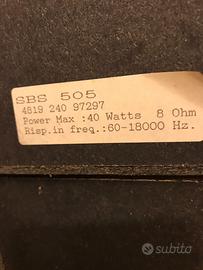 SBS 505
4819 240 97297
Power Max :40 Watts 8 Ohm
Risp.in freq.:60-18000 Hz.
subito